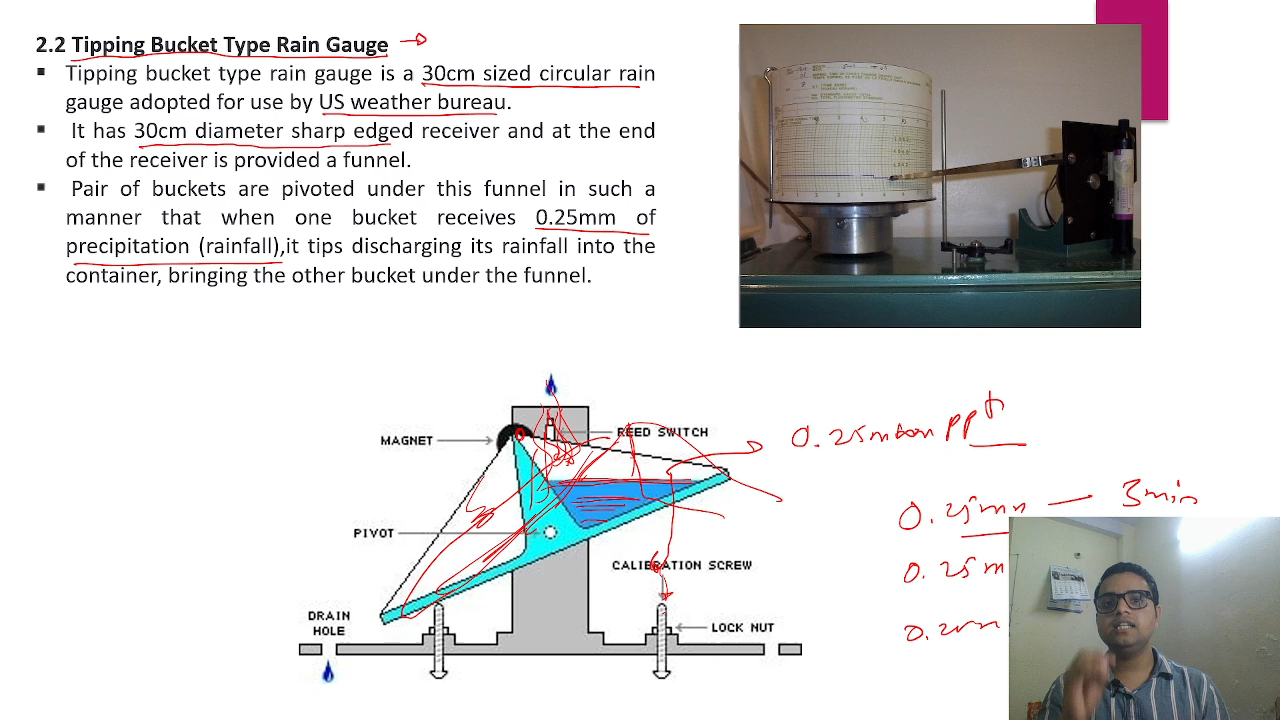 2.2 Tipping Bucket Type Rain Gauge
▪ Tipping bucket type rain gauge is a 30cm sized circular rain
gauge adopted for use by US weather bureau.
▪ It has 30cm diameter sharp edged receiver and at the end
of the receiver is provided a funnel.
▪ Pair of buckets are pivoted under this funnel in such a
manner that when one bucket receives 0.25mm of
precipitation (rainfall),it tips discharging its rainfall into the
container, bringing the other bucket under the funnel.
MAGNET
REED SWITCH
PIVOT
CALIBRATION SCREW
DRAIN
HOLE
LOCK NUT
0.25mm
0.25mm — 3min
0.25m